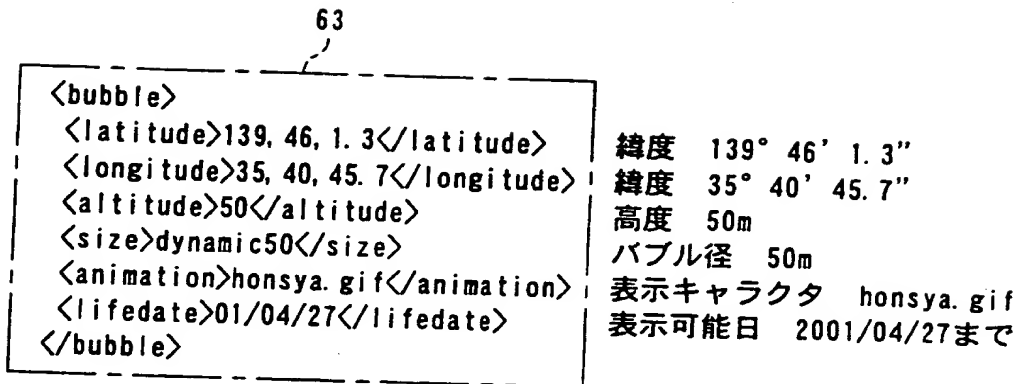 63
<bubble>
<latitude>139, 46, 1. 3</latitude> 緯度 139° 46' 1. 3"
<longitude>35, 40, 45. 7</longitude> 緯度 35° 40' 45. 7"
<altitude>50</altitude> 高度 50m
<size>dynamic50</size> バブル径 50m
<animation>honsya. gif</animation> 表示キャラクタ honsya. gif
<lifedate>01/04/27</lifedate> 表示可能日 2001/04/27まで
</bubble>